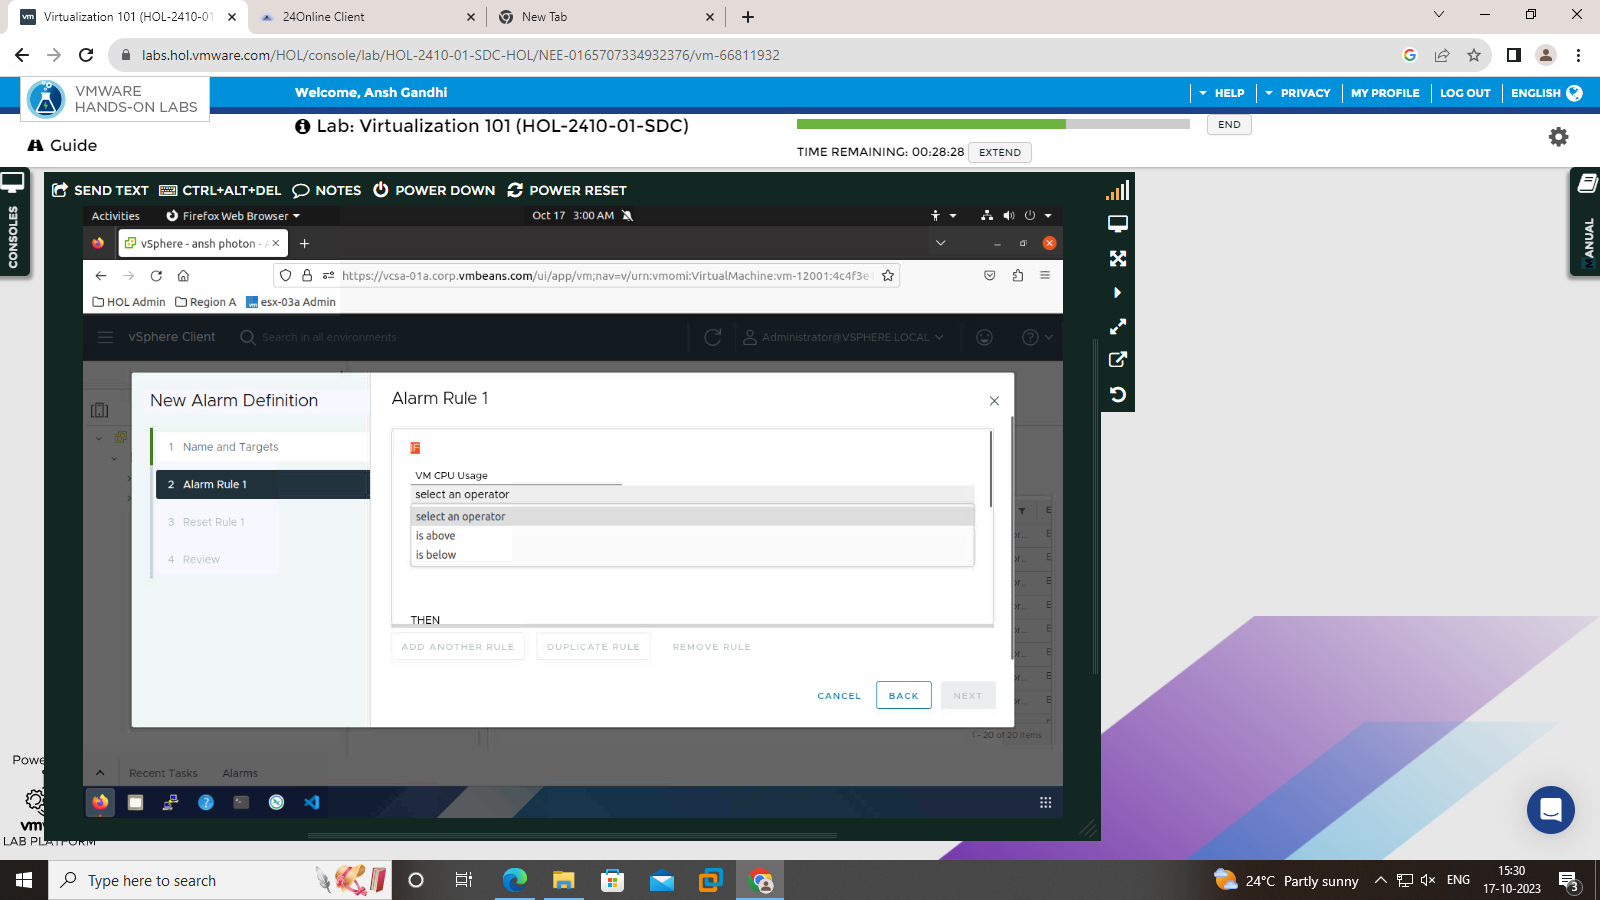 Virtualization 101 (HOL-2410-01
24Online Client
New Tab
labs.hol.vmware.com/HOL/console/lab/HOL-2410-01-SDC-HOL/NEE-0165707334932376/vm-66811932
VMWARE
HANDS-ON LABS
Welcome, Ansh Gandhi
HELP
PRIVACY
MY PROFILE
LOG OUT
ENGLISH
Lab: Virtualization 101 (HOL-2410-01-SDC)
END
Guide
TIME REMAINING: 00:28:28
EXTEND
CONSOLES
MANUAL
SEND TEXT
CTRL+ALT+DEL
NOTES
POWER DOWN
POWER RESET
Activities
Firefox Web Browser
Oct 17 3:00 AM
vSphere - ansh photon -
https://vcsa-01a.corp.vmbeans.com/ui/app/vm;nav=v/urn:vmomi:VirtualMachine:vm-12001:4c4f3e1
HOL Admin
Region A
esx-03a Admin
vSphere Client
Search in all environments
Administrator@VSPHERE.LOCAL
New Alarm Definition
1 Name and Targets
2 Alarm Rule 1
3 Reset Rule 1
4 Review
Alarm Rule 1
IF
VM CPU Usage
select an operator
select an operator
is above
is below
THEN
ADD ANOTHER RULE
DUPLICATE RULE
REMOVE RULE
CANCEL
BACK
NEXT
1 - 20 of 20 items
Recent Tasks
Alarms
Powe
vmw
LAB PLATFORM
Type here to search
24°C Partly sunny
ENG
15:30
17-10-2023
3